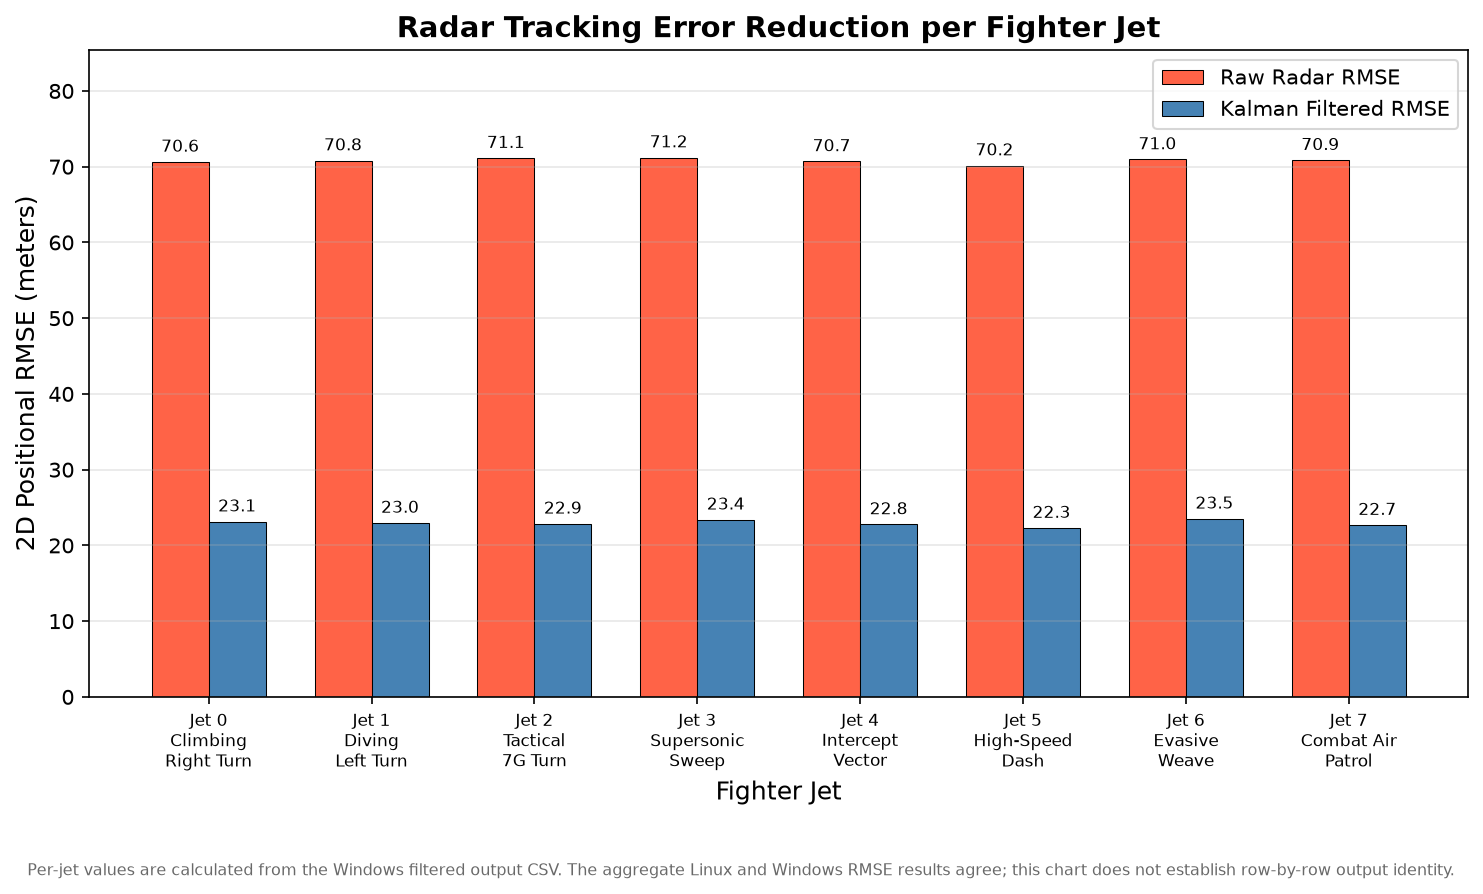 Radar Tracking Error Reduction per Fighter Jet
Raw Radar RMSE
Kalman Filtered RMSE
2D Positional RMSE (meters)
80
70
60
50
40
30
20
10
0
70.6
23.1
70.8
23.0
71.1
22.9
71.2
23.4
70.7
22.8
70.2
22.3
71.0
23.5
70.9
22.7
Jet 0
Climbing
Right Turn
Jet 1
Diving
Left Turn
Jet 2
Tactical
7G Turn
Jet 3
Supersonic
Sweep
Jet 4
Intercept
Vector
Jet 5
High-Speed
Dash
Jet 6
Evasive
Weave
Jet 7
Combat Air
Patrol
Fighter Jet
Per-jet values are calculated from the Windows filtered output CSV. The aggregate Linux and Windows RMSE results agree; this chart does not establish row-by-row output identity.